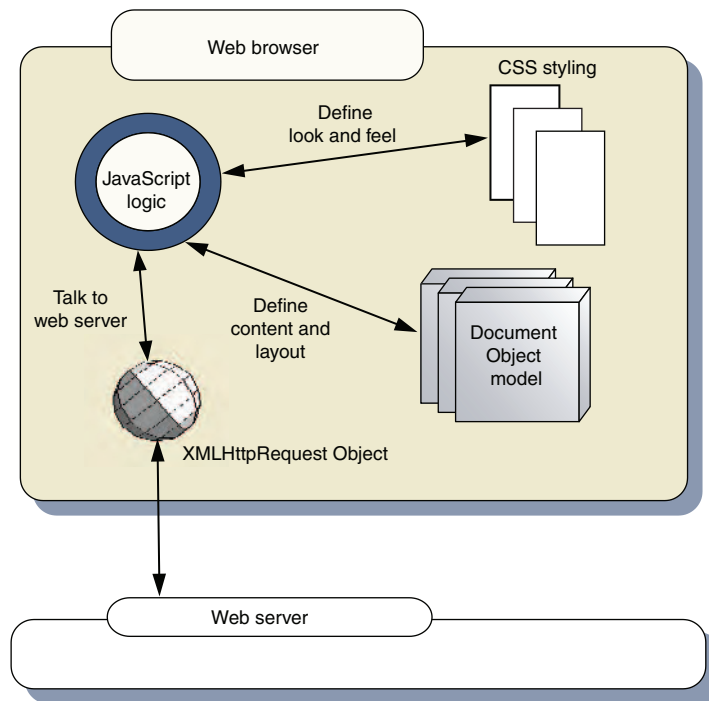 Web browser
CSS styling
Define
look and feel
JavaScript
logic
Talk to
web server
Define
content and
layout
Document
Object
model
XMLHttpRequest Object
Web server